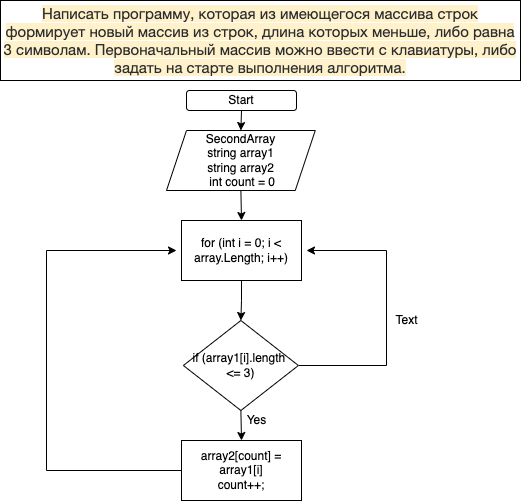 Написать программу, которая из имеющегося массива строк
формирует новый массив из строк, длина которых меньше, либо равна
3 символам. Первоначальный массив можно ввести с клавиатуры, либо
задать на старте выполнения алгоритма.
Start
SecondArray
string array1
string array2
int count = 0
for (int i = 0; i <
array.Length; i++)
Text
if (array1[i].length
<= 3)
Yes
array2[count] =
array1[i]
count++;